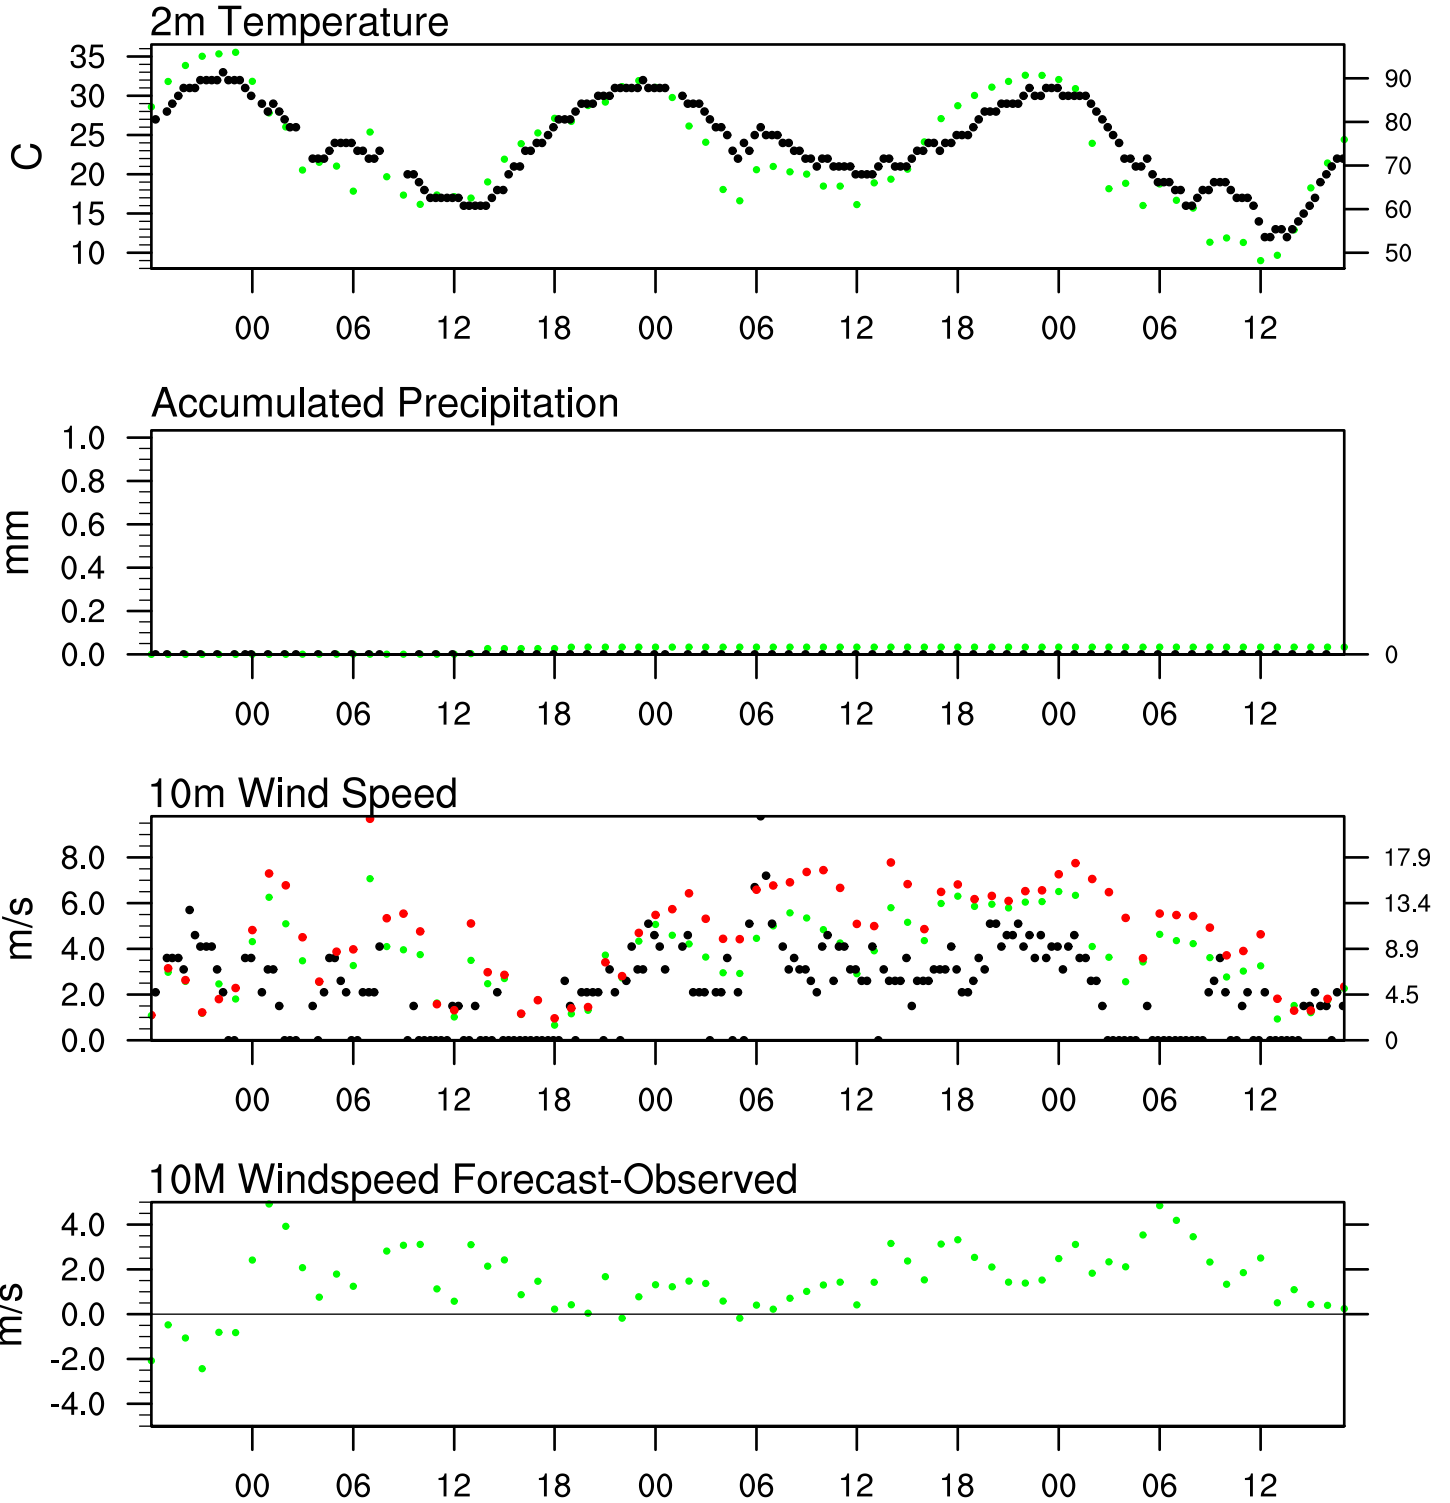 2m Temperature
35
30
25
20
15
10
C
90
80
70
60
50
00 06 12 18 00 06 12 18 00 06 12
Accumulated Precipitation
1.0
0.8
0.6
0.4
0.2
0.0
mm
0
00 06 12 18 00 06 12 18 00 06 12
10m Wind Speed
8.0
6.0
4.0
2.0
0.0
m/s
17.9
13.4
8.9
4.5
0
00 06 12 18 00 06 12 18 00 06 12
10M Windspeed Forecast-Observed
4.0
2.0
0.0
-2.0
-4.0
m/s
00 06 12 18 00 06 12 18 00 06 12